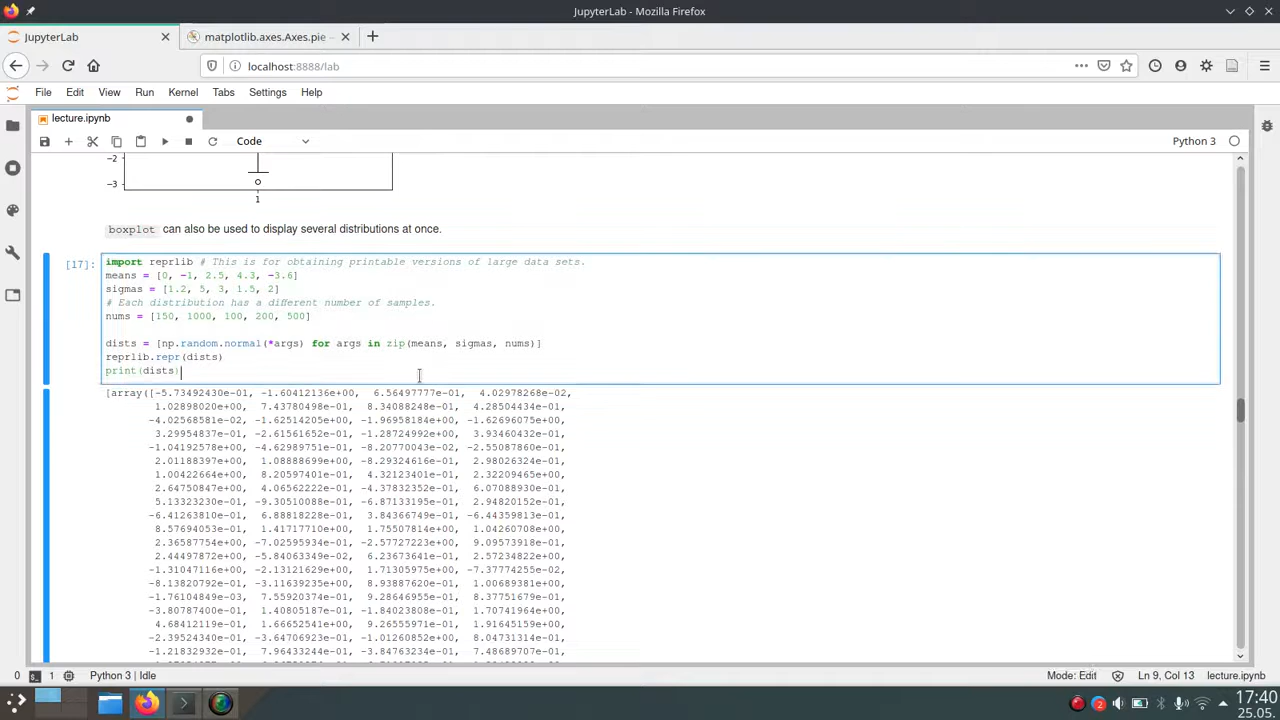 JupyterLab - Mozilla Firefox
JupyterLab
matplotlib.axes.Axes.pie —
localhost:8888/lab
File Edit View Run Kernel Tabs Settings Help
lecture.ipynb
Code
Python 3
-2
-3
1
boxplot can also be used to display several distributions at once.
[17]:
import reprlib # This is for obtaining printable versions of large data sets.
means = [0, -1, 2.5, 4.3, -3.6]
sigmas = [1.2, 5, 3, 1.5, 2]
# Each distribution has a different number of samples.
nums = [150, 1000, 100, 200, 500]
dists = [np.random.normal(*args) for args in zip(means, sigmas, nums)]
reprlib.repr(dists)
print(dists)
[array([-5.73492430e-01, -1.60412136e+00, 6.56497777e-01, 4.02978268e-02,
1.02898020e+00, 7.43780498e-01, 8.34088248e-01, 4.28504434e-01,
-4.02568581e-02, -1.62514205e+00, -1.96958184e+00, -1.62696075e+00,
3.29954837e-01, -2.61561652e-01, -1.28724992e+00, 3.93460432e-01,
-1.04192578e+00, -4.62989751e-01, -8.20770043e-02, -2.55087860e-01,
2.01188397e+00, 1.08888699e+00, -8.29324616e-01, 2.98026324e-01,
1.00422664e+00, 8.20597401e-01, 4.32123401e-01, 2.32209465e+00,
2.64750847e+00, 4.06562222e-01, -4.37832352e-01, 6.07088930e-01,
5.13323230e-01, -9.30510088e-01, -6.87133195e-01, 2.94820152e-01,
-6.41263810e-01, 6.88818228e-01, 3.84366749e-01, -6.44359813e-01,
8.57694053e-01, 1.41717710e+00, 1.75507814e+00, 1.04260708e+00,
2.36587754e+00, -7.02595934e-01, -2.57727223e+00, 9.09573918e-01,
2.44497872e+00, -5.84063349e-02, 6.23673641e-01, 2.57234822e+00,
-1.31047116e+00, -2.13121629e+00, 1.71305975e+00, -7.37774255e-02,
-8.13820792e-01, -3.11639235e+00, 8.93887620e-01, 1.00689381e-01,
-1.76104849e-03, 7.55920374e-01, 9.28646955e-01, 8.37751679e-01,
-3.80787400e-01, 1.40805187e-01, -1.84023808e-01, 1.70741964e+00,
4.68412119e-01, 1.66652541e+00, 9.26555971e-01, 1.91645159e+00,
-2.39524340e-01, -3.64706923e-01, -1.01260852e+00, 8.04731314e-01,
-1.21832932e-01, 7.96433244e-01, -3.84763234e-01, 7.48689707e-01,
0 1 Python 3 | Idle
Mode: Edit Ln 9, Col 13 lecture.ipynb
2
17:40
25.05.